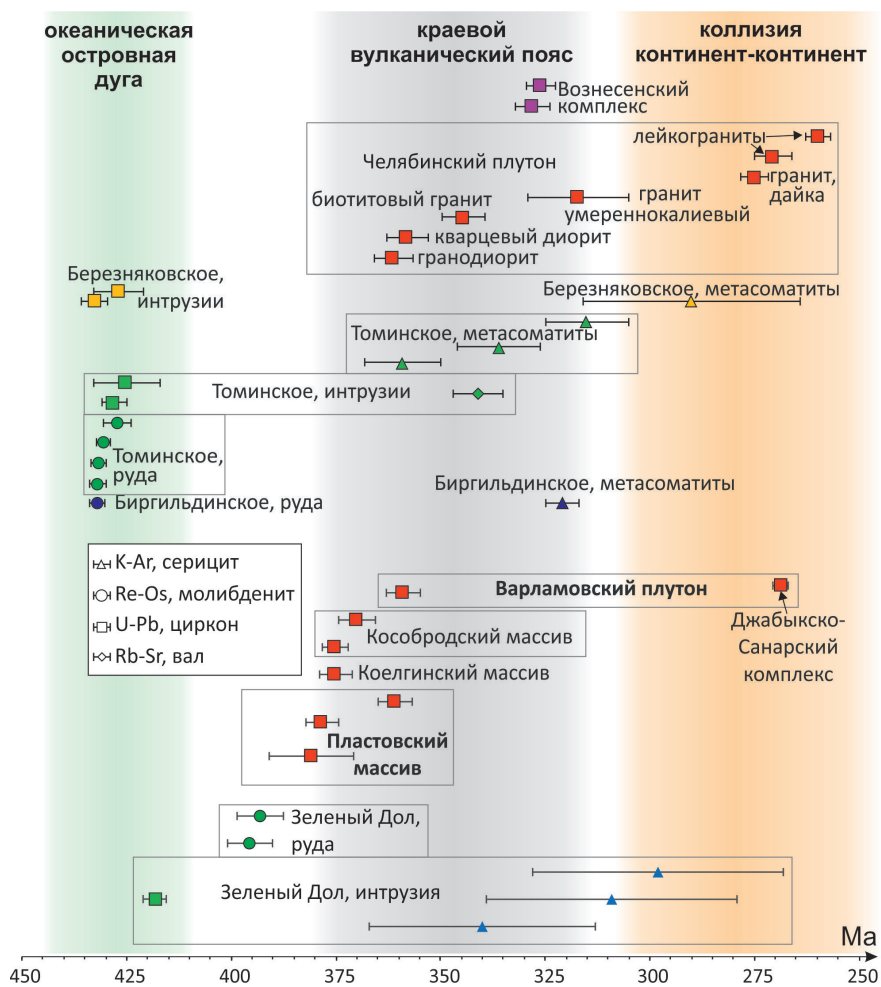 океаническая
островная
дуга
краевой
вулканический пояс
коллизия
континент-континент
Вознесенский
комплекс
лейкограниты
Челябинский плутон
гранит,
дайка
биотитовый гранит
гранит
умереннокалиевый
кварцевый диорит
гранодиорит
Березняковское,
интрузии
Березняковское, метасоматиты
Томинское, метасоматиты
Томинское, интрузии
Томинское,
руда
Биргильдинское, метасоматиты
Биргильдинское, руда
K-Ar, серицит
Re-Os, молибденит
U-Pb, циркон
Rb-Sr, вал
Варламовский плутон
Джабыкско-
Санарский
комплекс
Кособродский массив
Коелгинский массив
Пластовский
массив
Зеленый Дол,
руда
Зеленый Дол, интрузия
Ma
450 425 400 375 350 325 300 275 250